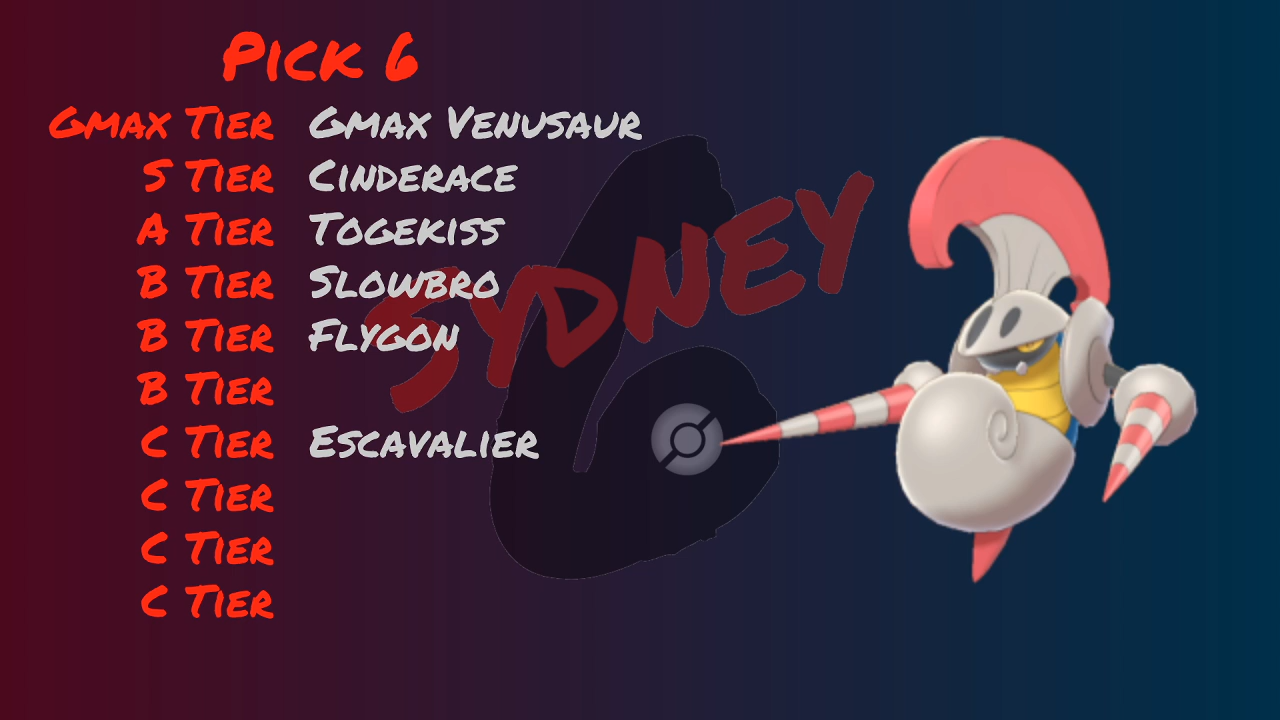 Pick 6
Gmax Tier Gmax Venusaur
S Tier Cinderace
A Tier Togekiss
B Tier Slowbro
B Tier Flygon
B Tier
C Tier Escavalier
C Tier
C Tier
C Tier
Sydney
6